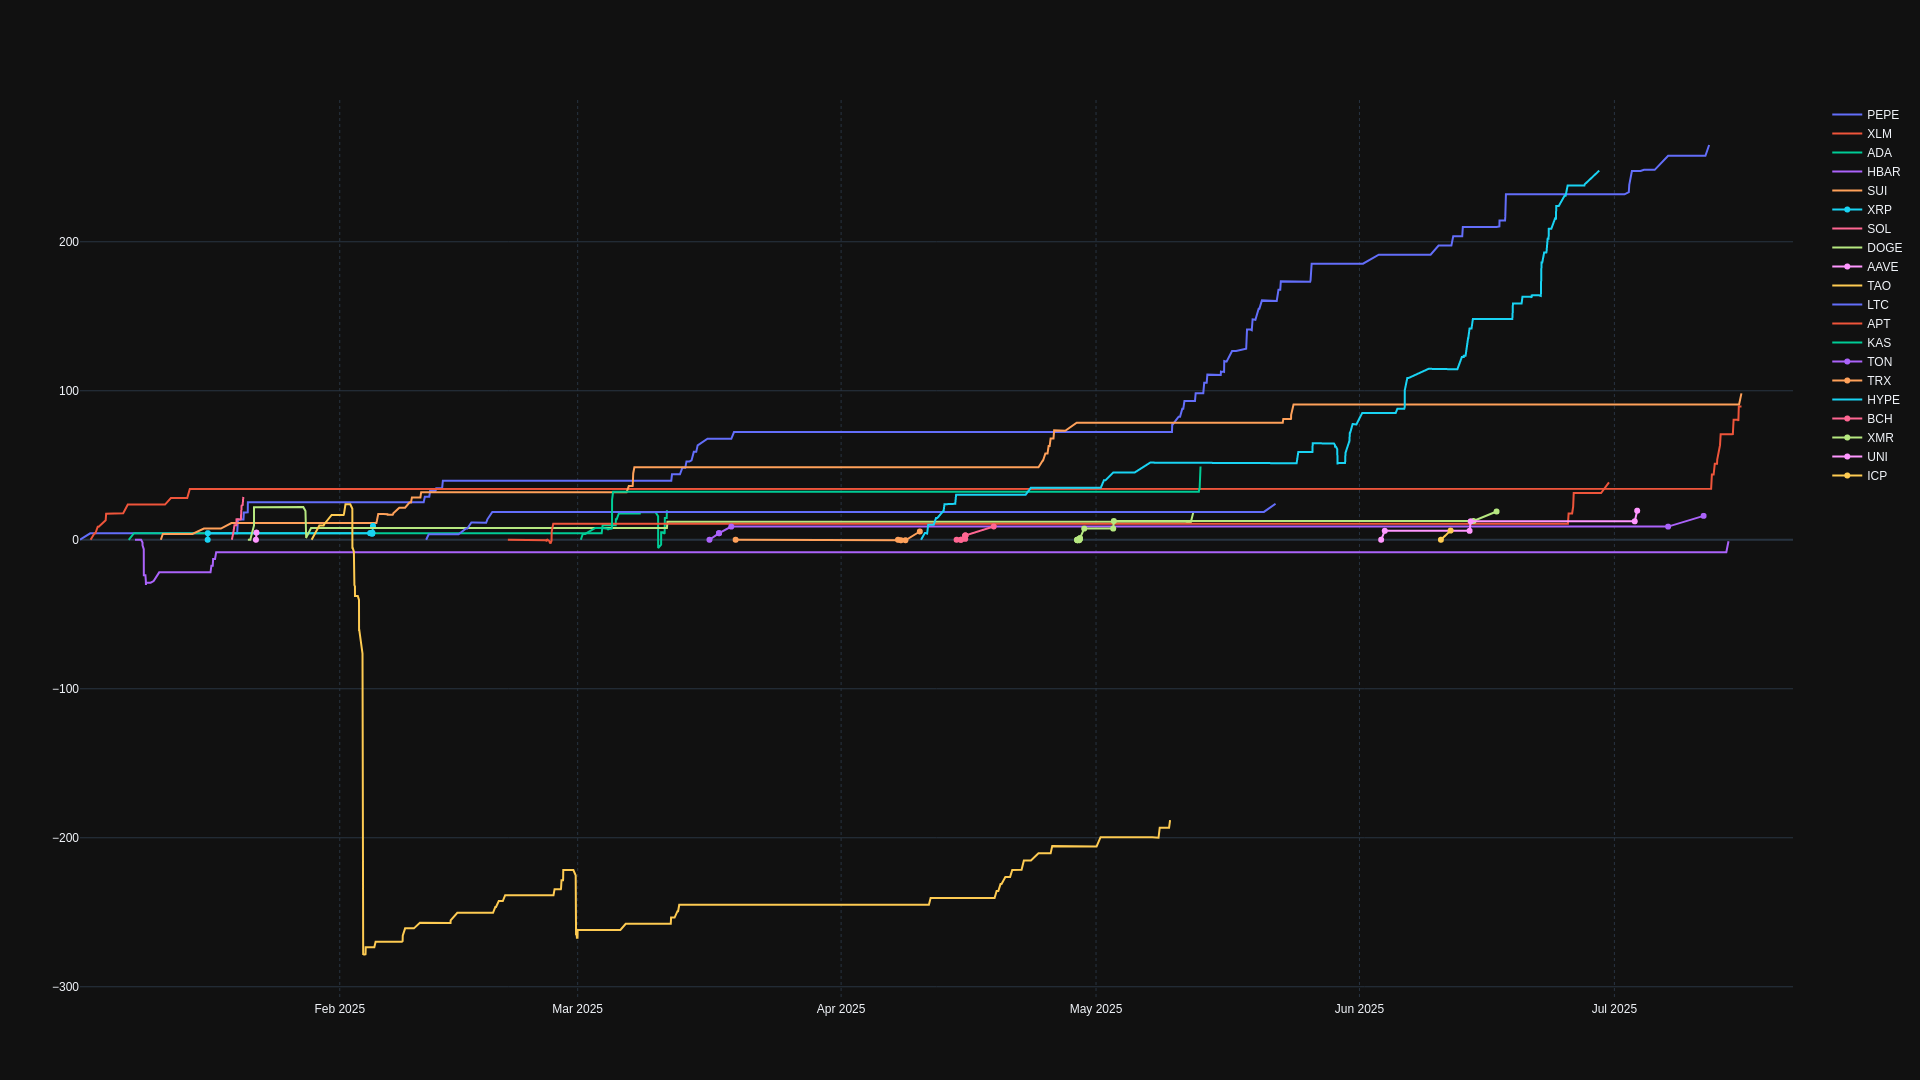 200
100
0
−100
−200
−300
Feb 2025
Mar 2025
Apr 2025
May 2025
Jun 2025
Jul 2025
PEPE
XLM
ADA
HBAR
SUI
XRP
SOL
DOGE
AAVE
TAO
LTC
APT
KAS
TON
TRX
HYPE
BCH
XMR
UNI
ICP